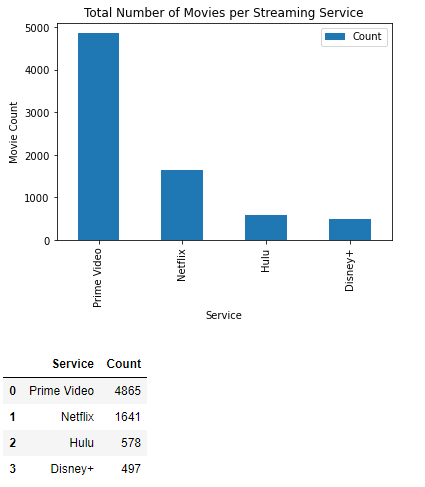 Total Number of Movies per Streaming Service
Count
5000
4000
3000
2000
1000
0
Movie Count
Prime Video
Netflix
Hulu
Disney+
Service
Service Count
0 Prime Video 4865
1 Netflix 1641
2 Hulu 578
3 Disney+ 497